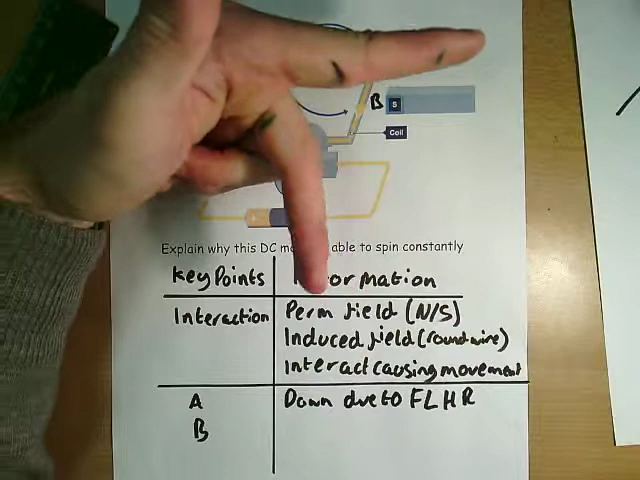 B
S
Coil
Explain why this DC mo able to spin constantly
Key Points
ormation
Interaction
Perm field (N/S)
Induced field (round wire)
Interact causing movement
A
Down due to FLHR
B